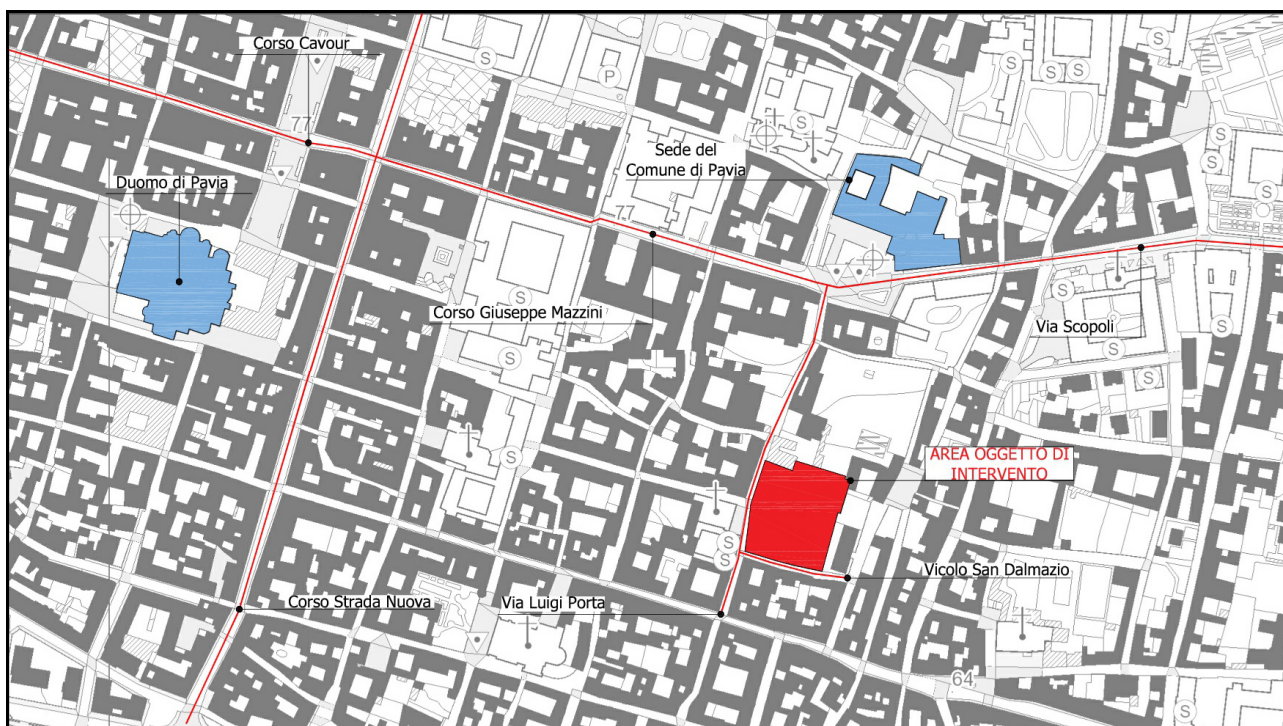 Corso Cavour
S
S
P
S
S
S
S
77
Sede del
Comune di Pavia
S
S
Duomo di Pavia
77
S
Corso Giuseppe Mazzini
S
Via Scopoli
S
S
S
S
AREA OGGETTO DI
INTERVENTO
S
S
S
Vicolo San Dalmazio
Corso Strada Nuova
Via Luigi Porta
64
S